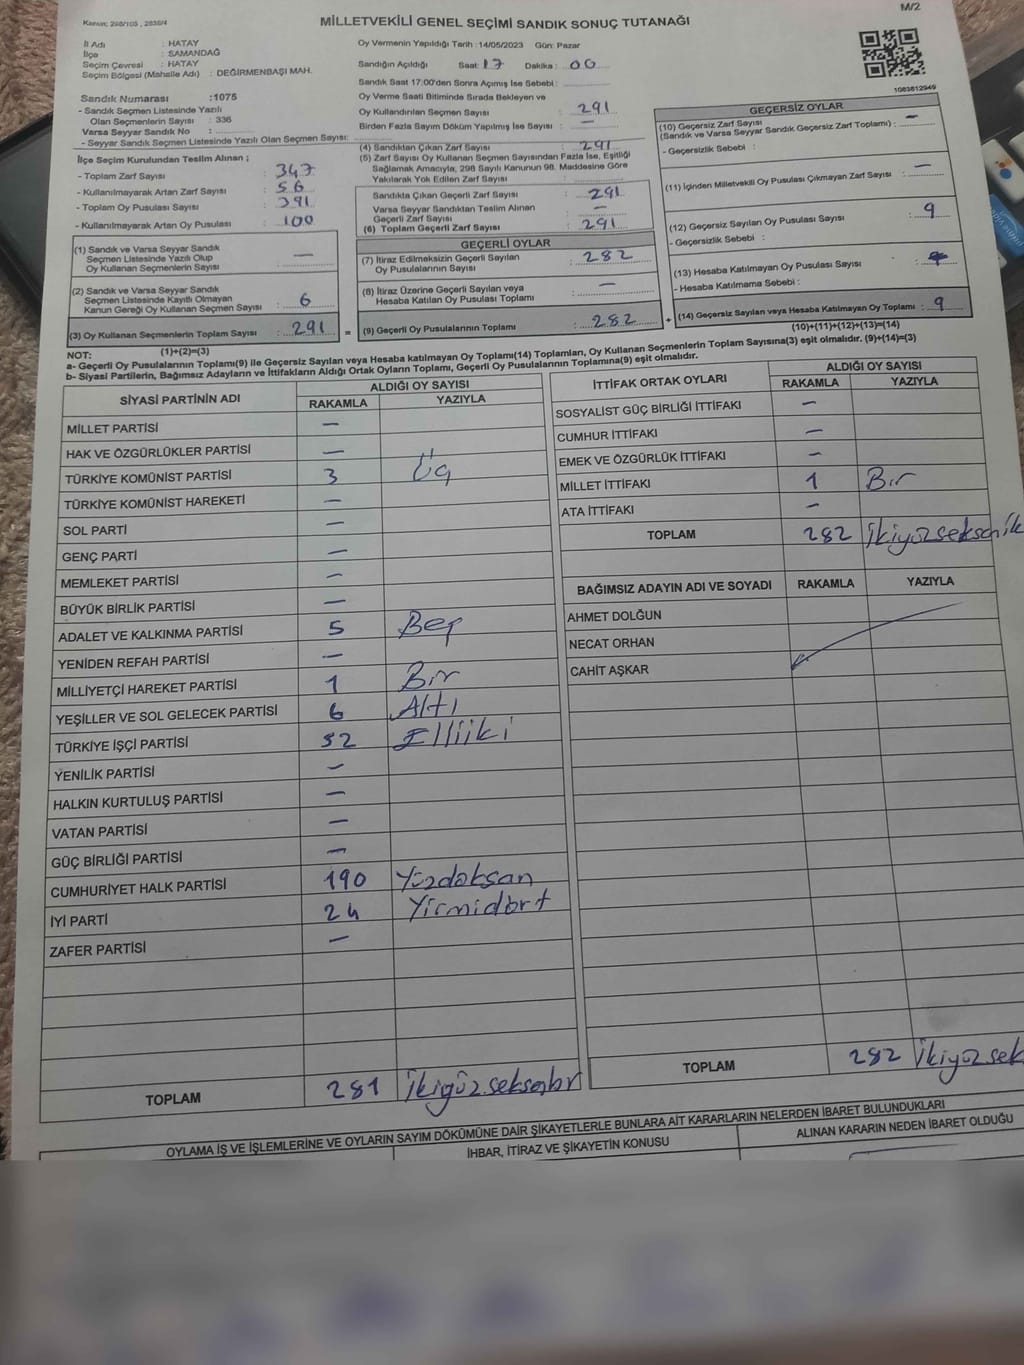 M/2
Kanun: 298/105 , 2839/4
MİLLETVEKİLİ GENEL SEÇİMİ SANDIK SONUÇ TUTANAĞI
İl Adı : HATAY
İlçe : SAMANDAĞ
Seçim Çevresi : HATAY
Seçim Bölgesi (Mahalle Adı) : DEĞİRMENBAŞI MAH.
Sandık Numarası :1075
- Sandık Seçmen Listesinde Yazılı
Olan Seçmenlerin Sayısı : 336
Varsa Seyyar Sandık No :
- Seyyar Sandık Seçmen Listesinde Yazılı Olan Seçmen Sayısı:
Oy Vermenin Yapıldığı Tarih :14/05/2023 Gün: Pazar
Sandığın Açıldığı Saat: 17 Dakika : 00
Sandık Saat 17:00'den Sonra Açımış İse Sebebi :
Oy Verme Saati Bitiminde Sırada Bekleyen ve
Oy Kullandırılan Seçmen Sayısı : 291
Birden Fazla Sayım Döküm Yapılmış İse Sayısı : —
1083812949
İlçe Seçim Kurulundan Teslim Alınan ;
- Toplam Zarf Sayısı : 347
- Kullanılmayarak Artan Zarf Sayısı : 56
- Toplam Oy Pusulası Sayısı : 391
- Kullanılmayarak Artan Oy Pusulası : 100
(1) Sandık ve Varsa Seyyar Sandık
Seçmen Listesinde Yazılı Olup
Oy Kullanan Seçmenlerin Sayısı : —
(2) Sandık ve Varsa Seyyar Sandık
Seçmen Listesinde Kayıtlı Olmayan
Kanun Gereği Oy Kullanan Seçmenlerin Sayısı : 6
(3) Oy Kullanan Seçmenlerin Toplam Sayısı : 291 =
(1)+(2)=(3)
(4) Sandıktan Çıkan Zarf Sayısı : 291
(5) Zarf Sayısı Oy Kullanan Seçmen Sayısından Fazla İse, Eşitliği
Sağlamak Amacıyla, 298 Sayılı Kanunun 98. Maddesine Göre
Yakılarak Yok Edilen Zarf Sayısı :
Sandıkta Çıkan Geçerli Zarf Sayısı : 291
Varsa Seyyar Sandıktan Teslim Alınan
Geçerli Zarf Sayısı : —
(6) Toplam Geçerli Zarf Sayısı : 291
GEÇERLİ OYLAR
(7) İtiraz Edilmeksizin Geçerli Sayılan
Oy Pusulalarının Sayısı : 282
(8) İtiraz Üzerine Geçerli Sayılan veya
Hesaba Katılan Oy Pusulası Toplamı : —
(9) Geçerli Oy Pusulalarının Toplamı : 282 +
GEÇERSİZ OYLAR
(10) Geçersiz Zarf Sayısı : —
(Sandık ve Varsa Seyyar Sandık Geçersiz Zarf Toplamı) :
- Geçersizlik Sebebi :
(11) İçinden Milletvekili Oy Pusulası Çıkmayan Zarf Sayısı : —
(12) Geçersiz Sayılan Oy Pusulası Sayısı : 9
- Geçersizlik Sebebi :
(13) Hesaba Katılmayan Oy Pusulası Sayısı :
- Hesaba Katılmama Sebebi :
(14) Geçersiz Sayılan veya Hesaba Katılmayan Oy Toplamı : 9
(10)+(11)+(12)+(13)=(14)
NOT:
a- Geçerli Oy Pusulalarının Toplamı(9) ile Geçersiz Sayılan veya Hesaba katılmayan Oy Toplamı(14) Toplamları, Oy Kullanan Seçmenlerin Toplam Sayısına(3) eşit olmalıdır. (9)+(14)=(3)
b- Siyasi Partilerin, Bağımsız Adayların ve İttifakların Aldığı Ortak Oyların Toplamı, Geçerli Oy Pusulalarının Toplamına(9) eşit olmalıdır.
SİYASİ PARTİNİN ADI ALDIĞI OY SAYISI
RAKAMLA YAZIYLA
MİLLET PARTİSİ —
HAK VE ÖZGÜRLÜKLER PARTİSİ —
TÜRKİYE KOMÜNİST PARTİSİ 3 Üç
TÜRKİYE KOMÜNİST HAREKETİ —
SOL PARTİ —
GENÇ PARTİ —
MEMLEKET PARTİSİ —
BÜYÜK BİRLİK PARTİSİ —
ADALET VE KALKINMA PARTİSİ 5 Beş
YENİDEN REFAH PARTİSİ —
MİLLİYETÇİ HAREKET PARTİSİ 1 Bir
YEŞİLLER VE SOL GELECEK PARTİSİ 6 Altı
TÜRKİYE İŞÇİ PARTİSİ 52 Elliiki
YENİLİK PARTİSİ —
HALKIN KURTULUŞ PARTİSİ —
VATAN PARTİSİ —
GÜÇ BİRLİĞİ PARTİSİ —
CUMHURİYET HALK PARTİSİ 190 Yüzdoksan
İYİ PARTİ 24 Yirmidört
ZAFER PARTİSİ —
TOPLAM 281 İkiyüzseksenbir
İTTİFAK ORTAK OYLARI ALDIĞI OY SAYISI
RAKAMLA YAZIYLA
SOSYALİST GÜÇ BİRLİĞİ İTTİFAKI —
CUMHUR İTTİFAKI —
EMEK VE ÖZGÜRLÜK İTTİFAKI —
MİLLET İTTİFAKI 1 Bir
ATA İTTİFAKI —
TOPLAM 282 İkiyüzseksenik
BAĞIMSIZ ADAYIN ADI VE SOYADI RAKAMLA YAZIYLA
AHMET DOLĞUN
NECAT ORHAN
CAHİT AŞKAR
TOPLAM 282 İkiyüzsek
OYLAMA İŞ VE İŞLEMLERİNE VE OYLARIN SAYIM DÖKÜMÜNE DAİR ŞİKAYETLERLE BUNLARA AİT KARARLARIN NELERDEN İBARET BULUNDUKLARI
İHBAR, İTİRAZ VE ŞİKAYETİN KONUSU
ALINAN KARARIN NEDEN İBARET OLDUĞU